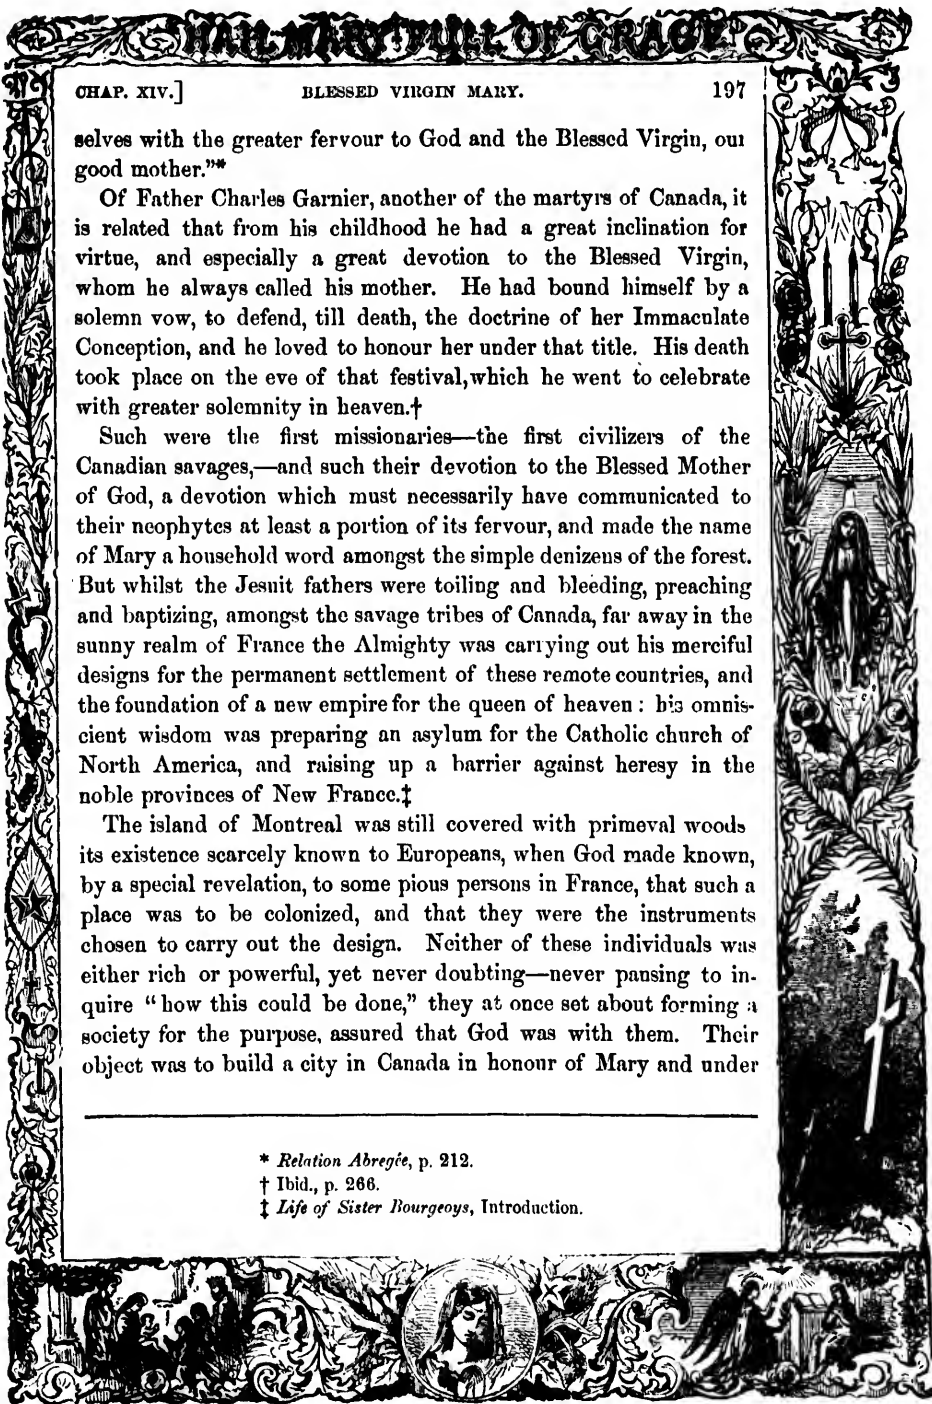 HAIL MARY FULL OF GRACE
CHAP. XIV.] BLESSED VIRGIN MARY. 197
selves with the greater fervour to God and the Blessed Virgin, our
good mother.”*
Of Father Charles Garnier, another of the martyrs of Canada, it
is related that from his childhood he had a great inclination for
virtue, and especially a great devotion to the Blessed Virgin,
whom he always called his mother. He had bound himself by a
solemn vow, to defend, till death, the doctrine of her Immaculate
Conception, and he loved to honour her under that title. His death
took place on the eve of that festival, which he went to celebrate
with greater solemnity in heaven.†
Such were the first missionaries—the first civilizers of the
Canadian savages,—and such their devotion to the Blessed Mother
of God, a devotion which must necessarily have communicated to
their neophytes at least a portion of its fervour, and made the name
of Mary a household word amongst the simple denizens of the forest.
But whilst the Jesuit fathers were toiling and bleeding, preaching
and baptizing, amongst the savage tribes of Canada, far away in the
sunny realm of France the Almighty was carrying out his merciful
designs for the permanent settlement of these remote countries, and
the foundation of a new empire for the queen of heaven : his omnis-
cient wisdom was preparing an asylum for the Catholic church of
North America, and raising up a barrier against heresy in the
noble provinces of New France.‡
The island of Montreal was still covered with primeval woods
its existence scarcely known to Europeans, when God made known,
by a special revelation, to some pious persons in France, that such a
place was to be colonized, and that they were the instruments
chosen to carry out the design. Neither of these individuals was
either rich or powerful, yet never doubting—never pausing to in-
quire “how this could be done,” they at once set about forming a
society for the purpose, assured that God was with them. Their
object was to build a city in Canada in honour of Mary and under
* Relation Abregée, p. 212.
† Ibid., p. 266.
‡ Life of Sister Bourgeoys, Introduction.